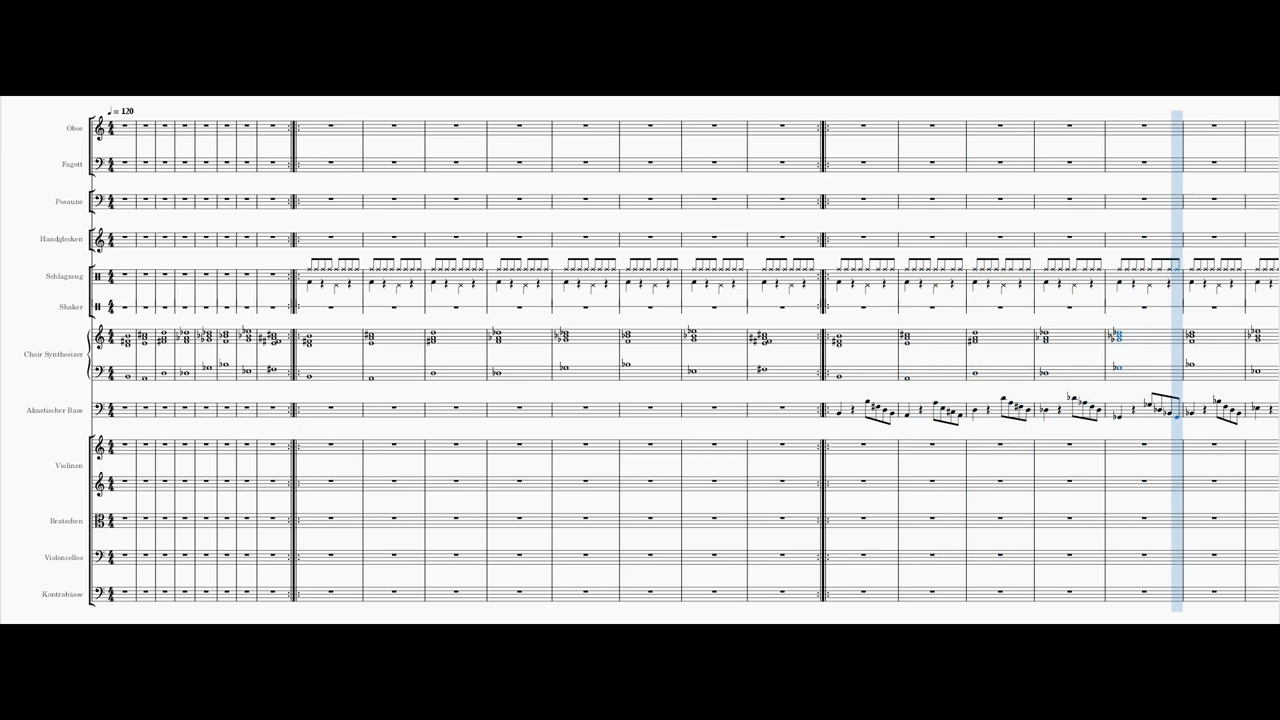 ♩ = 120
Oboe
Fagott
Posaune
Handglocken
Schlagzeug
Shaker
Choir Synthesizer
Akustischer Bass
Violinen
Bratschen
Violoncellos
Kontrabässe